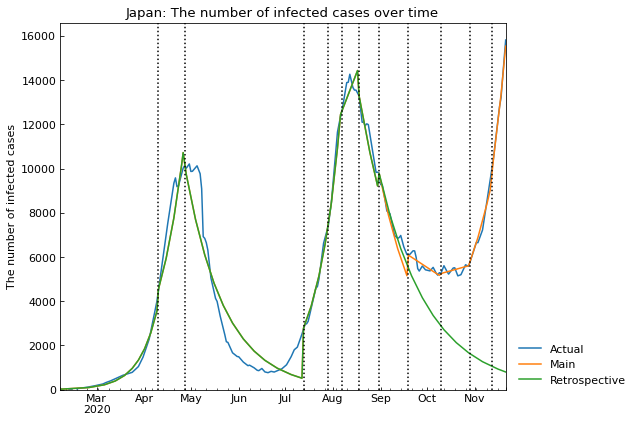 Japan: The number of infected cases over time
The number of infected cases
16000
14000
12000
10000
8000
6000
4000
2000
0
Mar
2020
Apr
May
Jun
Jul
Aug
Sep
Oct
Nov
Actual
Main
Retrospective